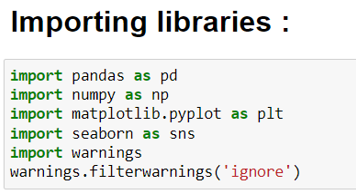 Importing libraries :
import pandas as pd
import numpy as np
import matplotlib.pyplot as plt
import seaborn as sns
import warnings
warnings.filterwarnings('ignore')